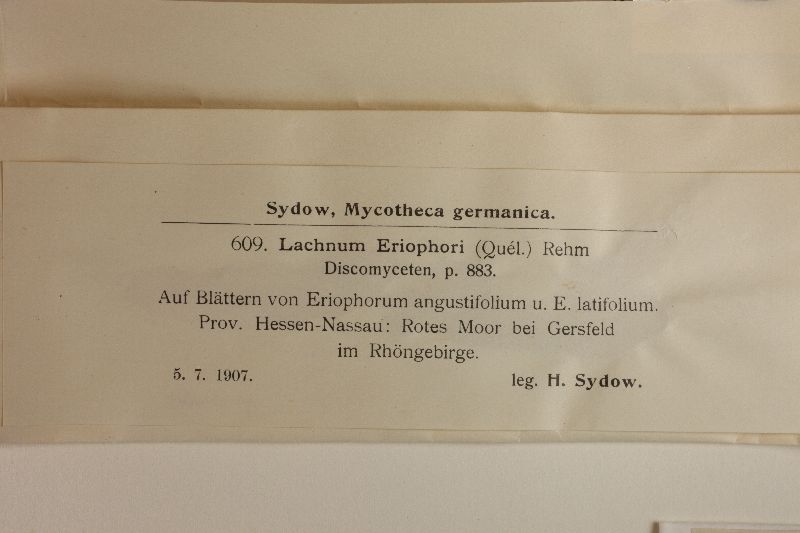 Sydow, Mycotheca germanica.
609. Lachnum Eriophori (Quél.) Rehm
Discomyceten, p. 883.
Auf Blättern von Eriophorum angustifolium u. E. latifolium.
Prov. Hessen-Nassau: Rotes Moor bei Gersfeld
im Rhöngebirge.
5. 7. 1907. leg. H. Sydow.